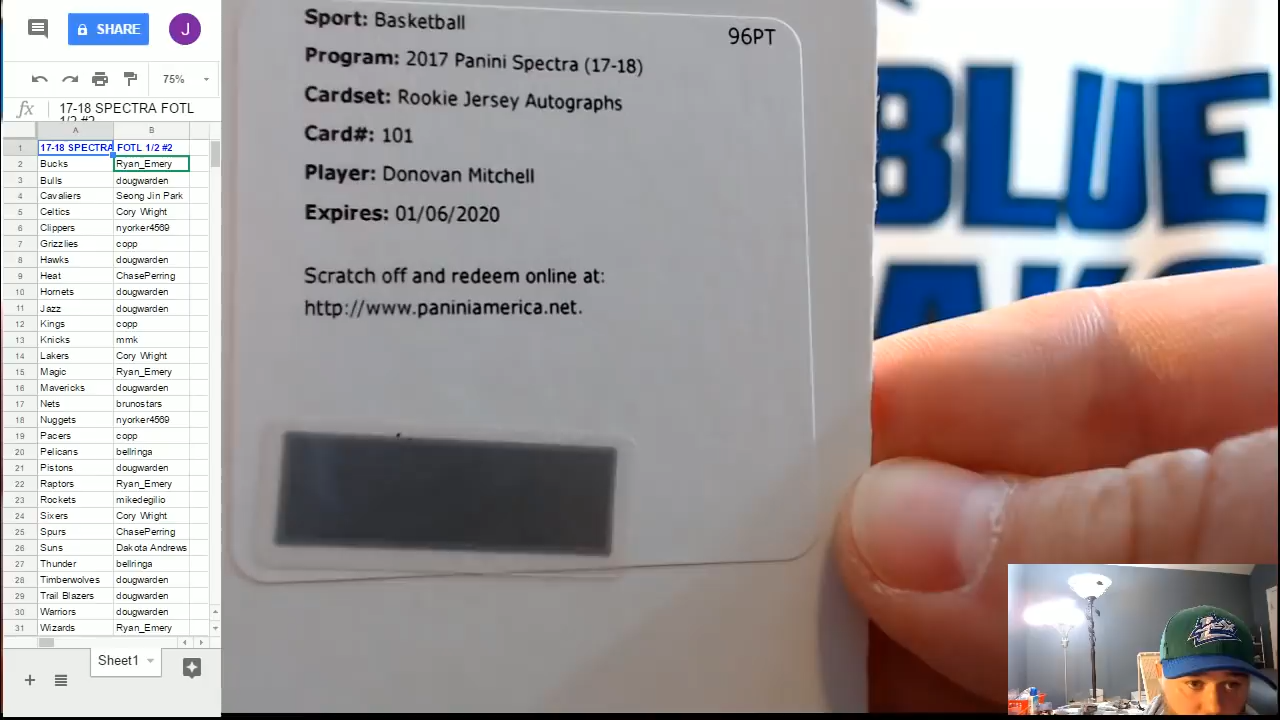 SHARE
J
75%
fx 17-18 SPECTRA FOTL
1/2 #2
A B
1 17-18 SPECTRA FOTL 1/2 #2
2 Bucks Ryan_Emery
3 Bulls dougwarden
4 Cavaliers Seong Jin Park
5 Celtics Cory Wright
6 Clippers nyorker4569
7 Grizzlies copp
8 Hawks dougwarden
9 Heat ChasePerring
10 Hornets dougwarden
11 Jazz dougwarden
12 Kings copp
13 Knicks mmk
14 Lakers Cory Wright
15 Magic Ryan_Emery
16 Mavericks dougwarden
17 Nets brunostars
18 Nuggets nyorker4569
19 Pacers copp
20 Pelicans bellringa
21 Pistons dougwarden
22 Raptors Ryan_Emery
23 Rockets mikedegilio
24 Sixers Cory Wright
25 Spurs ChasePerring
26 Suns Dakota Andrews
27 Thunder bellringa
28 Timberwolves dougwarden
29 Trail Blazers dougwarden
30 Warriors dougwarden
31 Wizards Ryan_Emery
Sheet1
Sport: Basketball
96PT
Program: 2017 Panini Spectra (17-18)
Cardset: Rookie Jersey Autographs
Card#: 101
Player: Donovan Mitchell
Expires: 01/06/2020
Scratch off and redeem online at:
http://www.paniniamerica.net.
BLUE